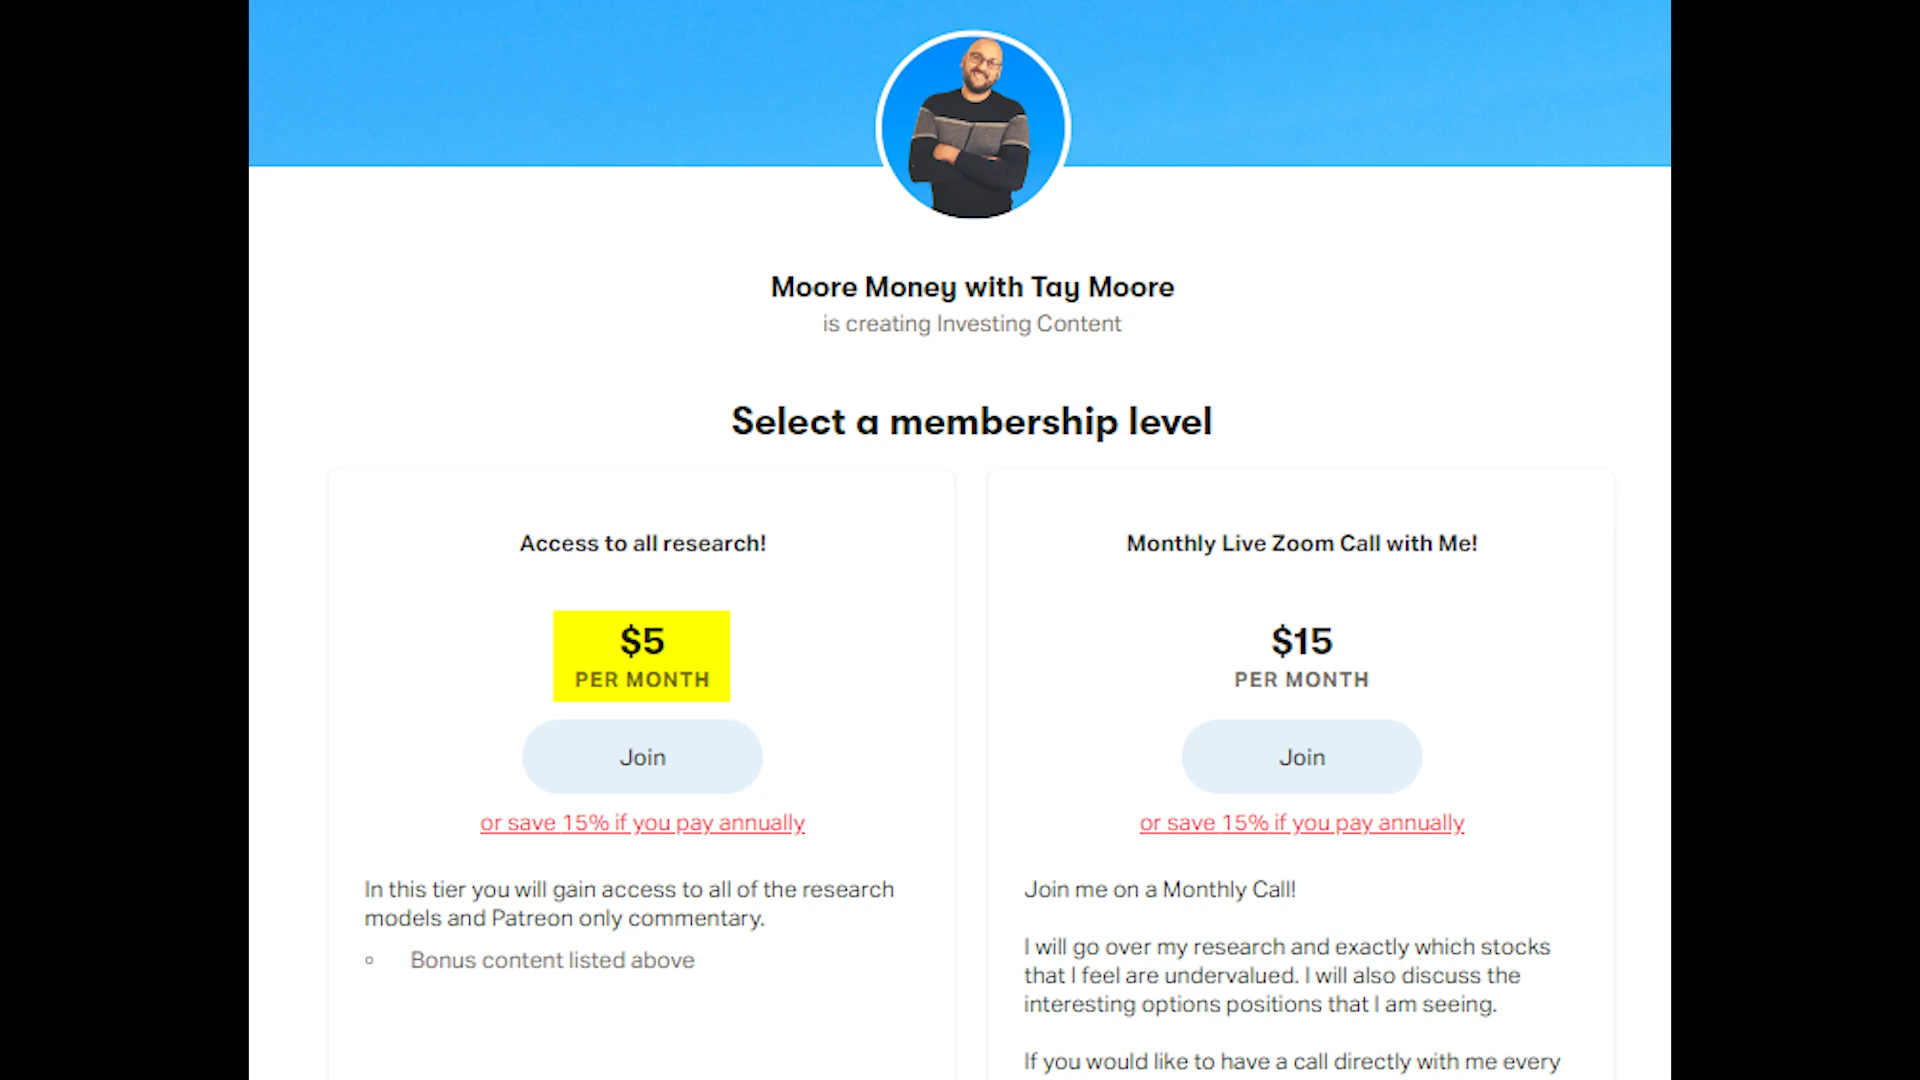 Moore Money with Tay Moore
is creating Investing Content
Select a membership level
Access to all research!
$5
PER MONTH
Join
or save 15% if you pay annually
In this tier you will gain access to all of the research
models and Patreon only commentary.
Bonus content listed above
Monthly Live Zoom Call with Me!
$15
PER MONTH
Join
or save 15% if you pay annually
Join me on a Monthly Call!
I will go over my research and exactly which stocks
that I feel are undervalued. I will also discuss the
interesting options positions that I am seeing.
If you would like to have a call directly with me every